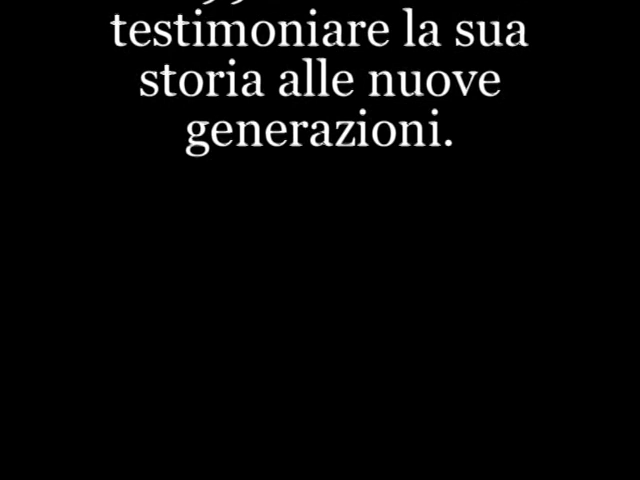 testimoniare la sua
storia alle nuove
generazioni.